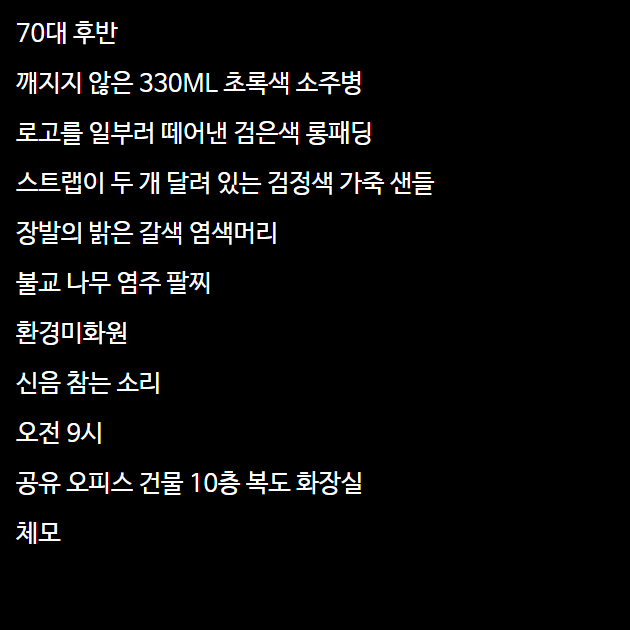 70대 후반
깨지지 않은 330ML 초록색 소주병
로고를 일부러 떼어낸 검은색 롱패딩
스트랩이 두 개 달려 있는 검정색 가죽 샌들
장발의 밝은 갈색 염색머리
불교 나무 염주 팔찌
환경미화원
신음 참는 소리
오전 9시
공유 오피스 건물 10층 복도 화장실
체모